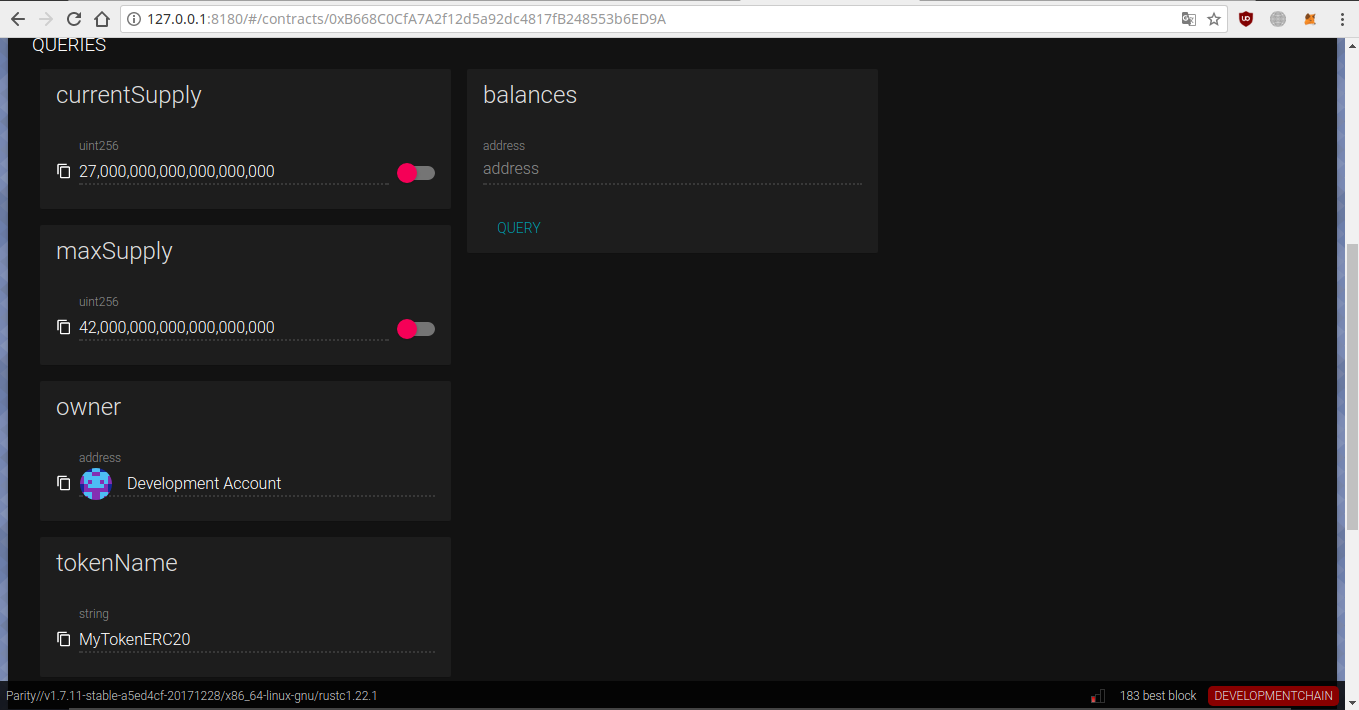 127.0.0.1:8180/#/contracts/0xB668C0CfA7A2f12d5a92dc4817fB248553b6ED9A
QUERIES
currentSupply
uint256
27,000,000,000,000,000,000
maxSupply
uint256
42,000,000,000,000,000,000
owner
address
Development Account
tokenName
string
MyTokenERC20
balances
address
address
QUERY
Parity//v1.7.11-stable-a5ed4cf-20171228/x86_64-linux-gnu/rustc1.22.1
183 best block
DEVELOPMENTCHAIN